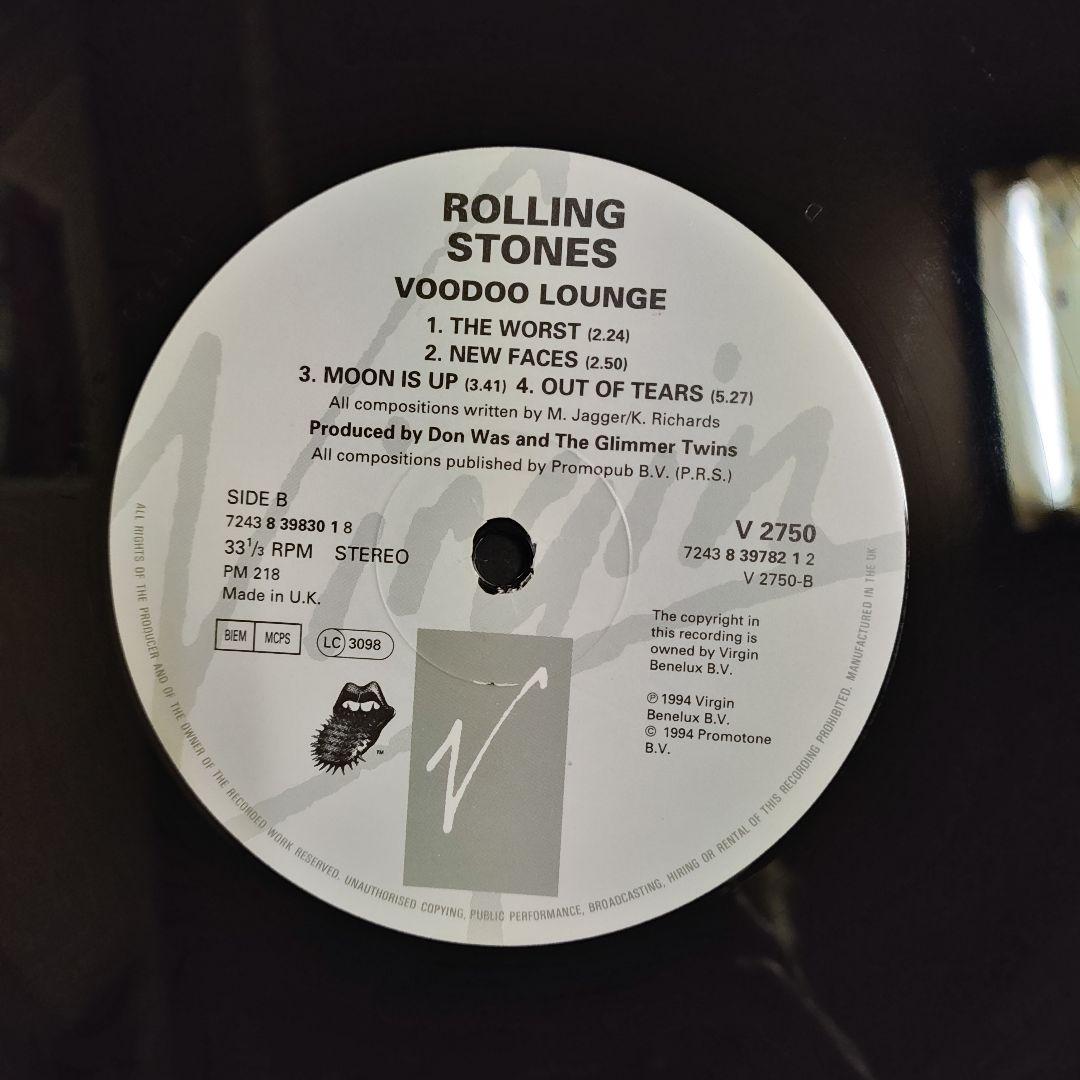 ROLLING
STONES
VOODOO LOUNGE
1. THE WORST (2.24)
2. NEW FACES (2.50)
3. MOON IS UP (3.41) 4. OUT OF TEARS (5.27)
All compositions written by M. Jagger/K. Richards
Produced by Don Was and The Glimmer Twins
All compositions published by Promopub B.V. (P.R.S.)
SIDE B
7243 8 39830 1 8
33 1/3 RPM STEREO
PM 218
Made in U.K.
BIEM MCPS LC 3098
V 2750
7243 8 39782 1 2
V 2750-B
The copyright in
this recording is
owned by Virgin
Benelux B.V.
℗ 1994 Virgin
Benelux B.V.
© 1994 Promotone
B.V.
TM
Virgin
ALL RIGHTS OF THE PRODUCER AND OF THE OWNER OF THE RECORDED WORK RESERVED. UNAUTHORISED COPYING, PUBLIC PERFORMANCE, BROADCASTING, HIRING OR RENTAL OF THIS RECORDING PROHIBITED. MANUFACTURED IN THE UK